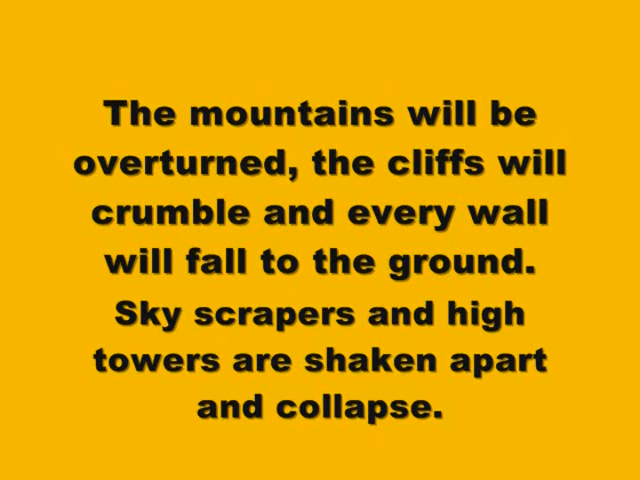 The mountains will be
overturned, the cliffs will
crumble and every wall
will fall to the ground.
Sky scrapers and high
towers are shaken apart
and collapse.